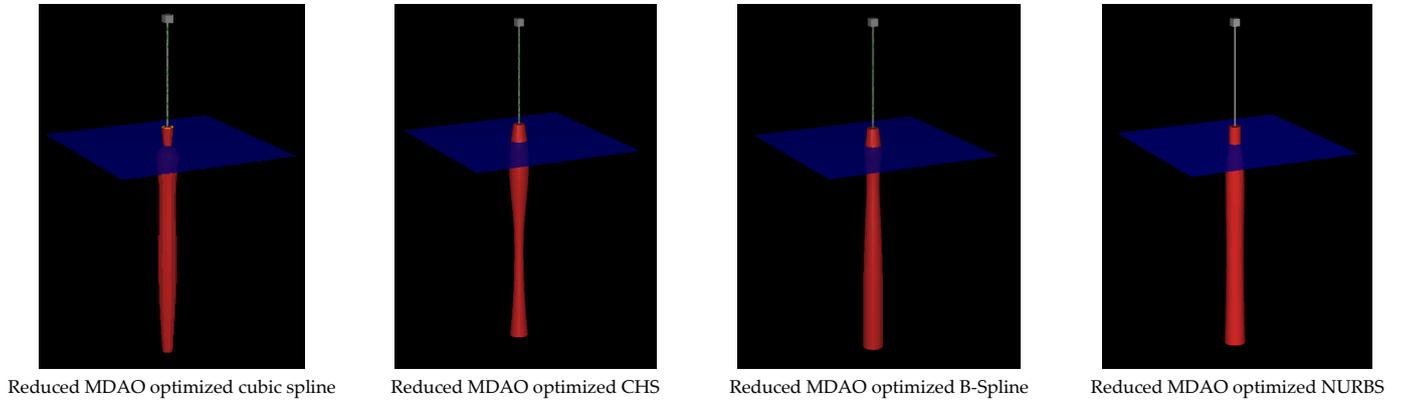 Reduced MDAO optimized cubic spline
Reduced MDAO optimized CHS
Reduced MDAO optimized B-Spline
Reduced MDAO optimized NURBS